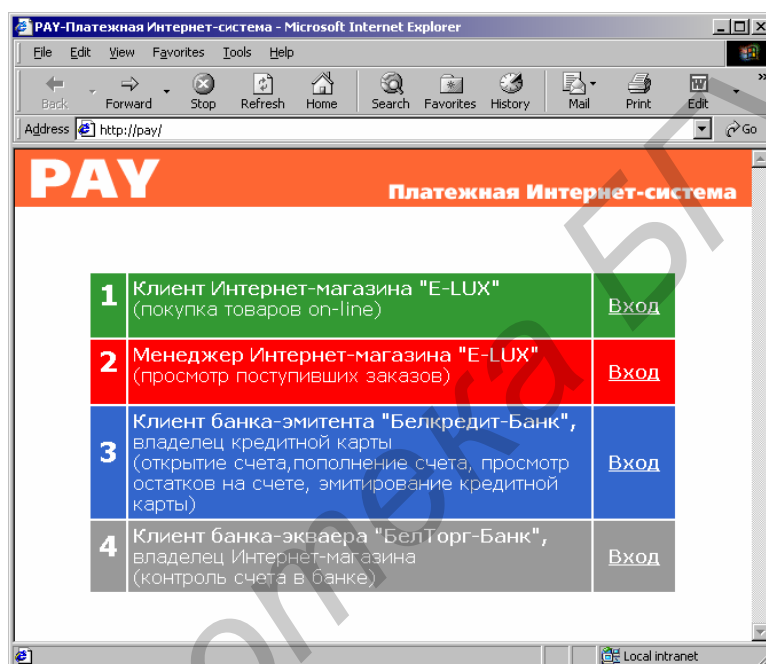 PAY-Платежная Интернет-система - Microsoft Internet Explorer
File Edit View Favorites Tools Help
Back Forward Stop Refresh Home Search Favorites History Mail Print Edit »
Address http://pay/ Go
PAY
Платежная Интернет-система
1 Клиент Интернет-магазина "E-LUX"
(покупка товаров on-line) Вход
2 Менеджер Интернет-магазина "E-LUX"
(просмотр поступивших заказов) Вход
Клиент банка-эмитента "Белкредит-Банк",
владелец кредитной карты
3 (открытие счета,пополнение счета, просмотр Вход
остатков на счете, эмитирование кредитной
карты)
4 Клиент банка-экваера "БелТорг-Банк",
владелец Интернет-магазина Вход
(контроль счета в банке)
Local intranet